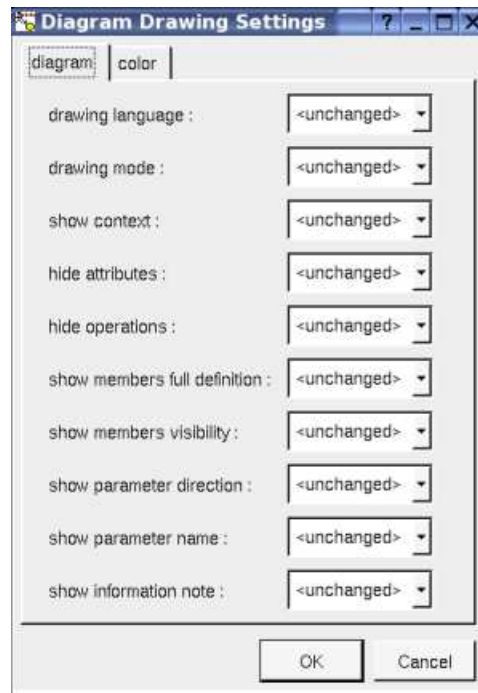 Diagram Drawing Settings
diagram color
drawing language : <unchanged>
drawing mode : <unchanged>
show context : <unchanged>
hide attributes : <unchanged>
hide operations : <unchanged>
show members full definition : <unchanged>
show members visibility : <unchanged>
show parameter direction : <unchanged>
show parameter name : <unchanged>
show information note : <unchanged>
OK Cancel